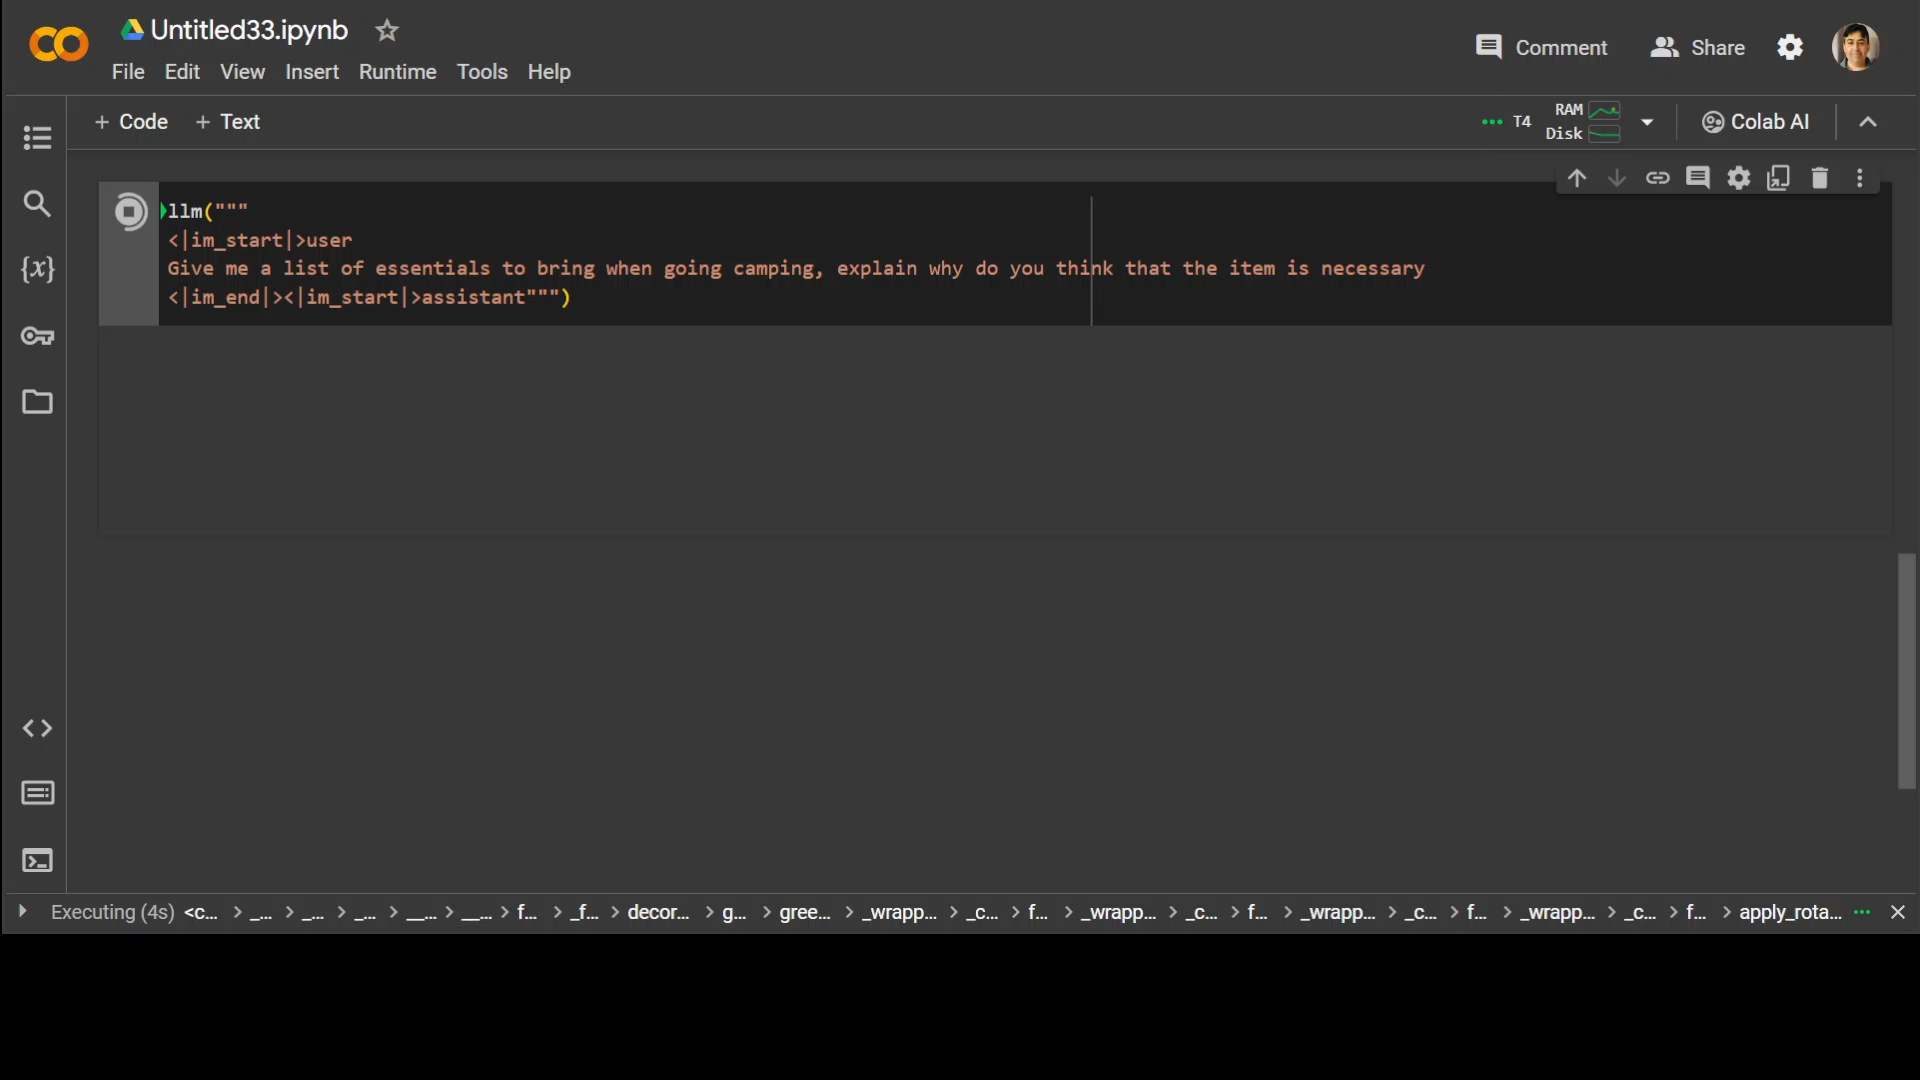 Untitled33.ipynb
File Edit View Insert Runtime Tools Help
Comment Share
+ Code + Text
T4 RAM Disk Colab AI
llm("""
<|im_start|>user
Give me a list of essentials to bring when going camping, explain why do you think that the item is necessary
<|im_end|><|im_start|>assistant""")
{x}
Executing (4s) <c... > _... > _... > _... > __... > __... > f... > _f... > decor... > g... > gree... > _wrapp... > _c... > f... > _wrapp... > _c... > f... > _wrapp... > _c... > f... > _wrapp... > _c... > f... > apply_rota...